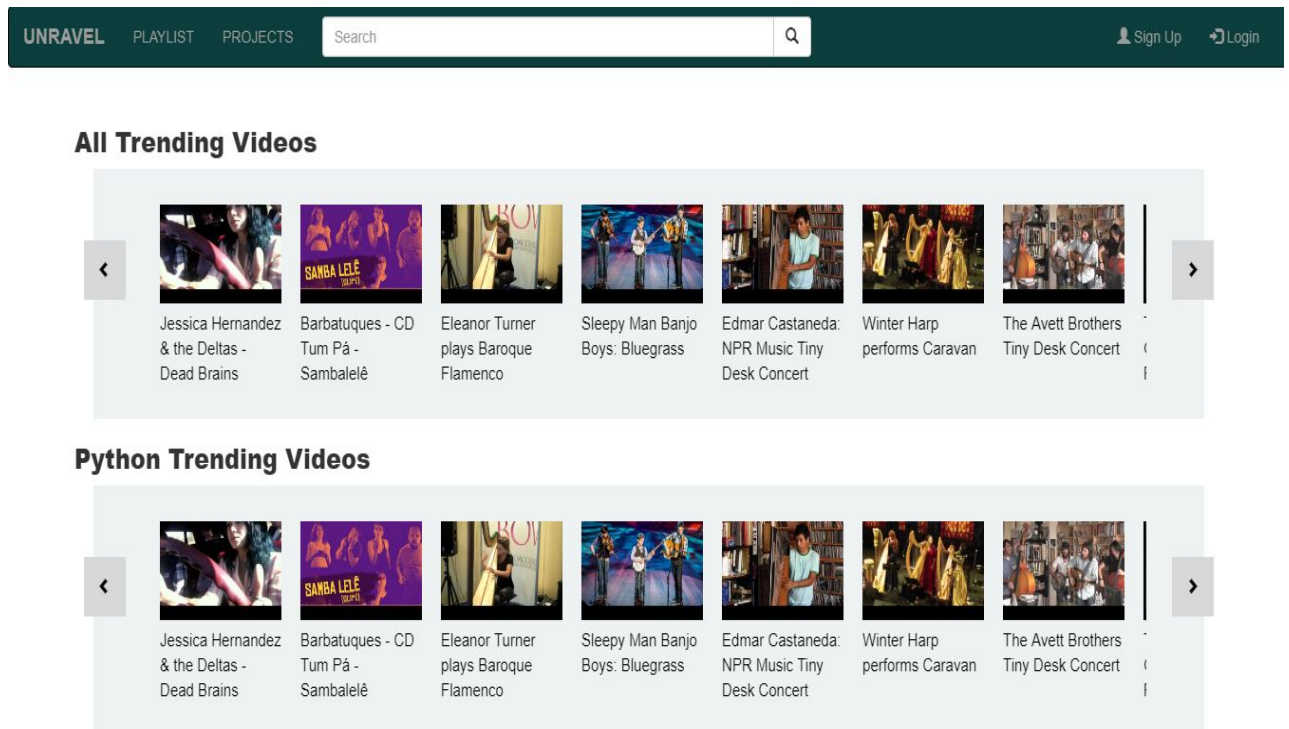 UNRAVEL PLAYLIST PROJECTS Search Sign Up Login
All Trending Videos
SAMBA LELÊ
Jessica Hernandez Barbatuques - CD Eleanor Turner Sleepy Man Banjo Edmar Castaneda: Winter Harp The Avett Brothers
& the Deltas - Tum Pá - plays Baroque Boys: Bluegrass NPR Music Tiny performs Caravan Tiny Desk Concert
Dead Brains Sambalelê Flamenco Desk Concert
Python Trending Videos
SAMBA LELÊ
Jessica Hernandez Barbatuques - CD Eleanor Turner Sleepy Man Banjo Edmar Castaneda: Winter Harp The Avett Brothers
& the Deltas - Tum Pá - plays Baroque Boys: Bluegrass NPR Music Tiny performs Caravan Tiny Desk Concert
Dead Brains Sambalelê Flamenco Desk Concert